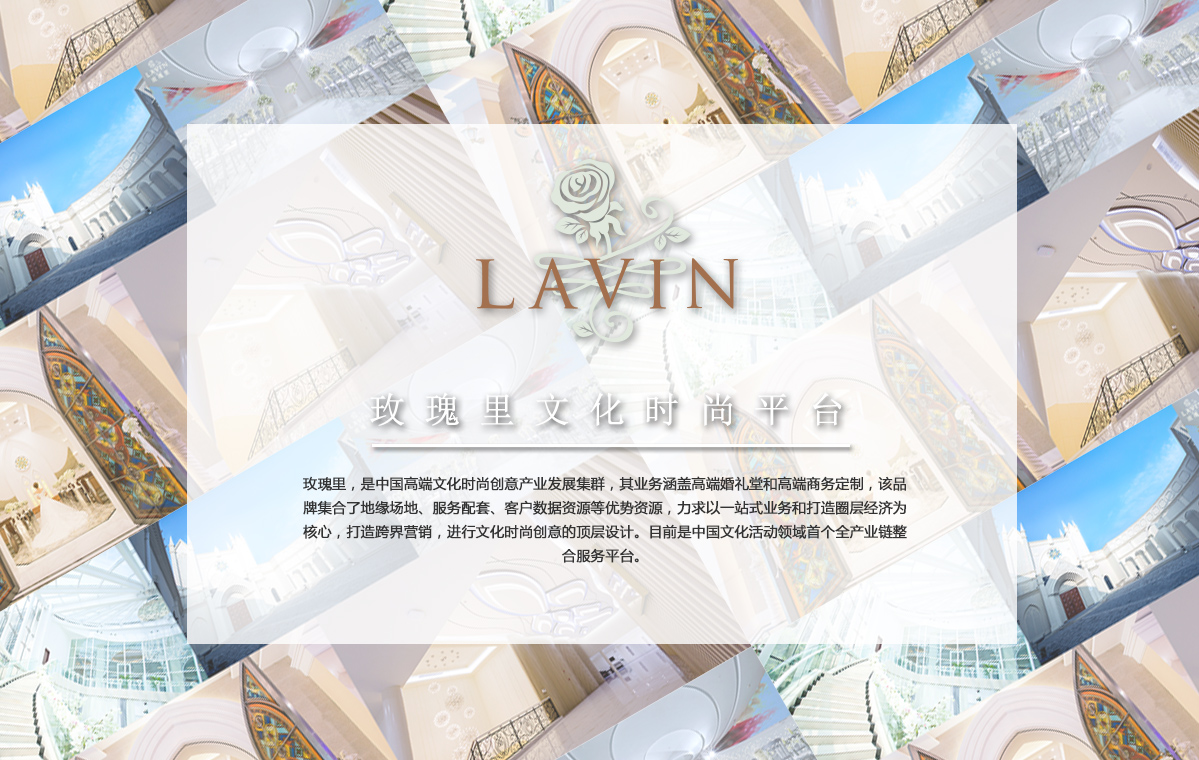 LAVIN
玫瑰里文化时尚平台
玫瑰里，是中国高端文化时尚创意产业发展集群，其业务涵盖高端婚礼堂和高端商务定制，该品
牌集合了地缘场地、服务配套、客户数据资源等优势资源，力求以一站式业务和打造圈层经济为
核心，打造跨界营销，进行文化时尚创意的顶层设计。目前是中国文化活动领域首个全产业链整
合服务平台。